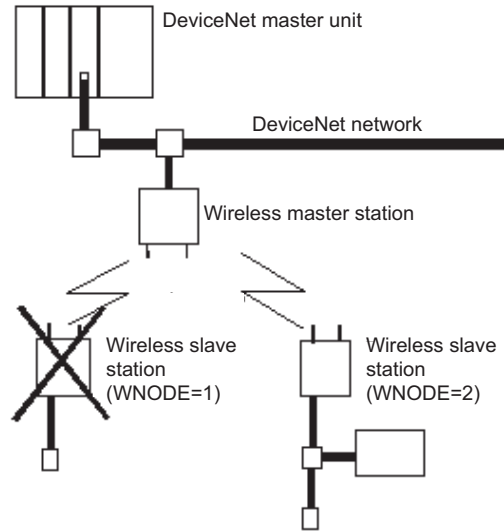 DeviceNet master unit
DeviceNet network
Wireless master station
Wireless slave
station
(WNODE=1)
Wireless slave
station
(WNODE=2)